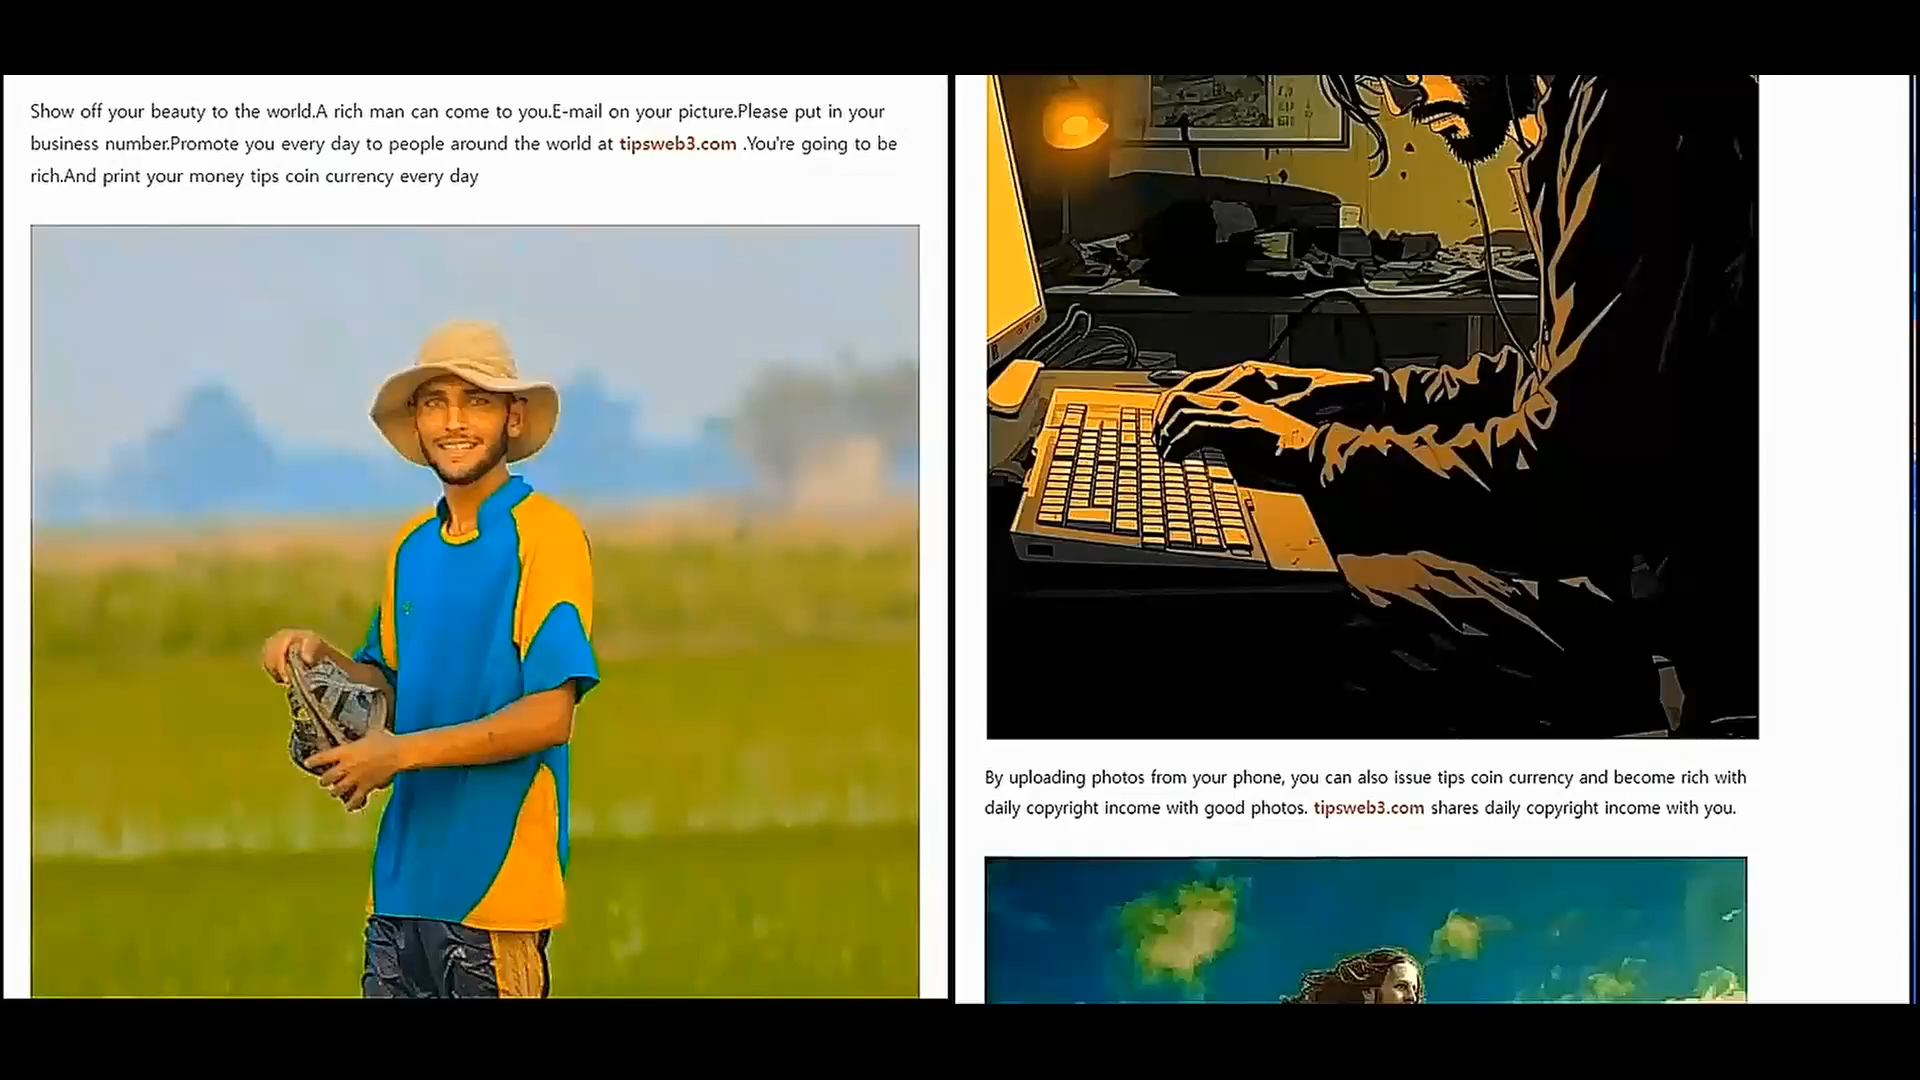 Show off your beauty to the world.A rich man can come to you.E-mail on your picture.Please put in your
business number.Promote you every day to people around the world at tipsweb3.com .You're going to be
rich.And print your money tips coin currency every day
By uploading photos from your phone, you can also issue tips coin currency and become rich with
daily copyright income with good photos. tipsweb3.com shares daily copyright income with you.